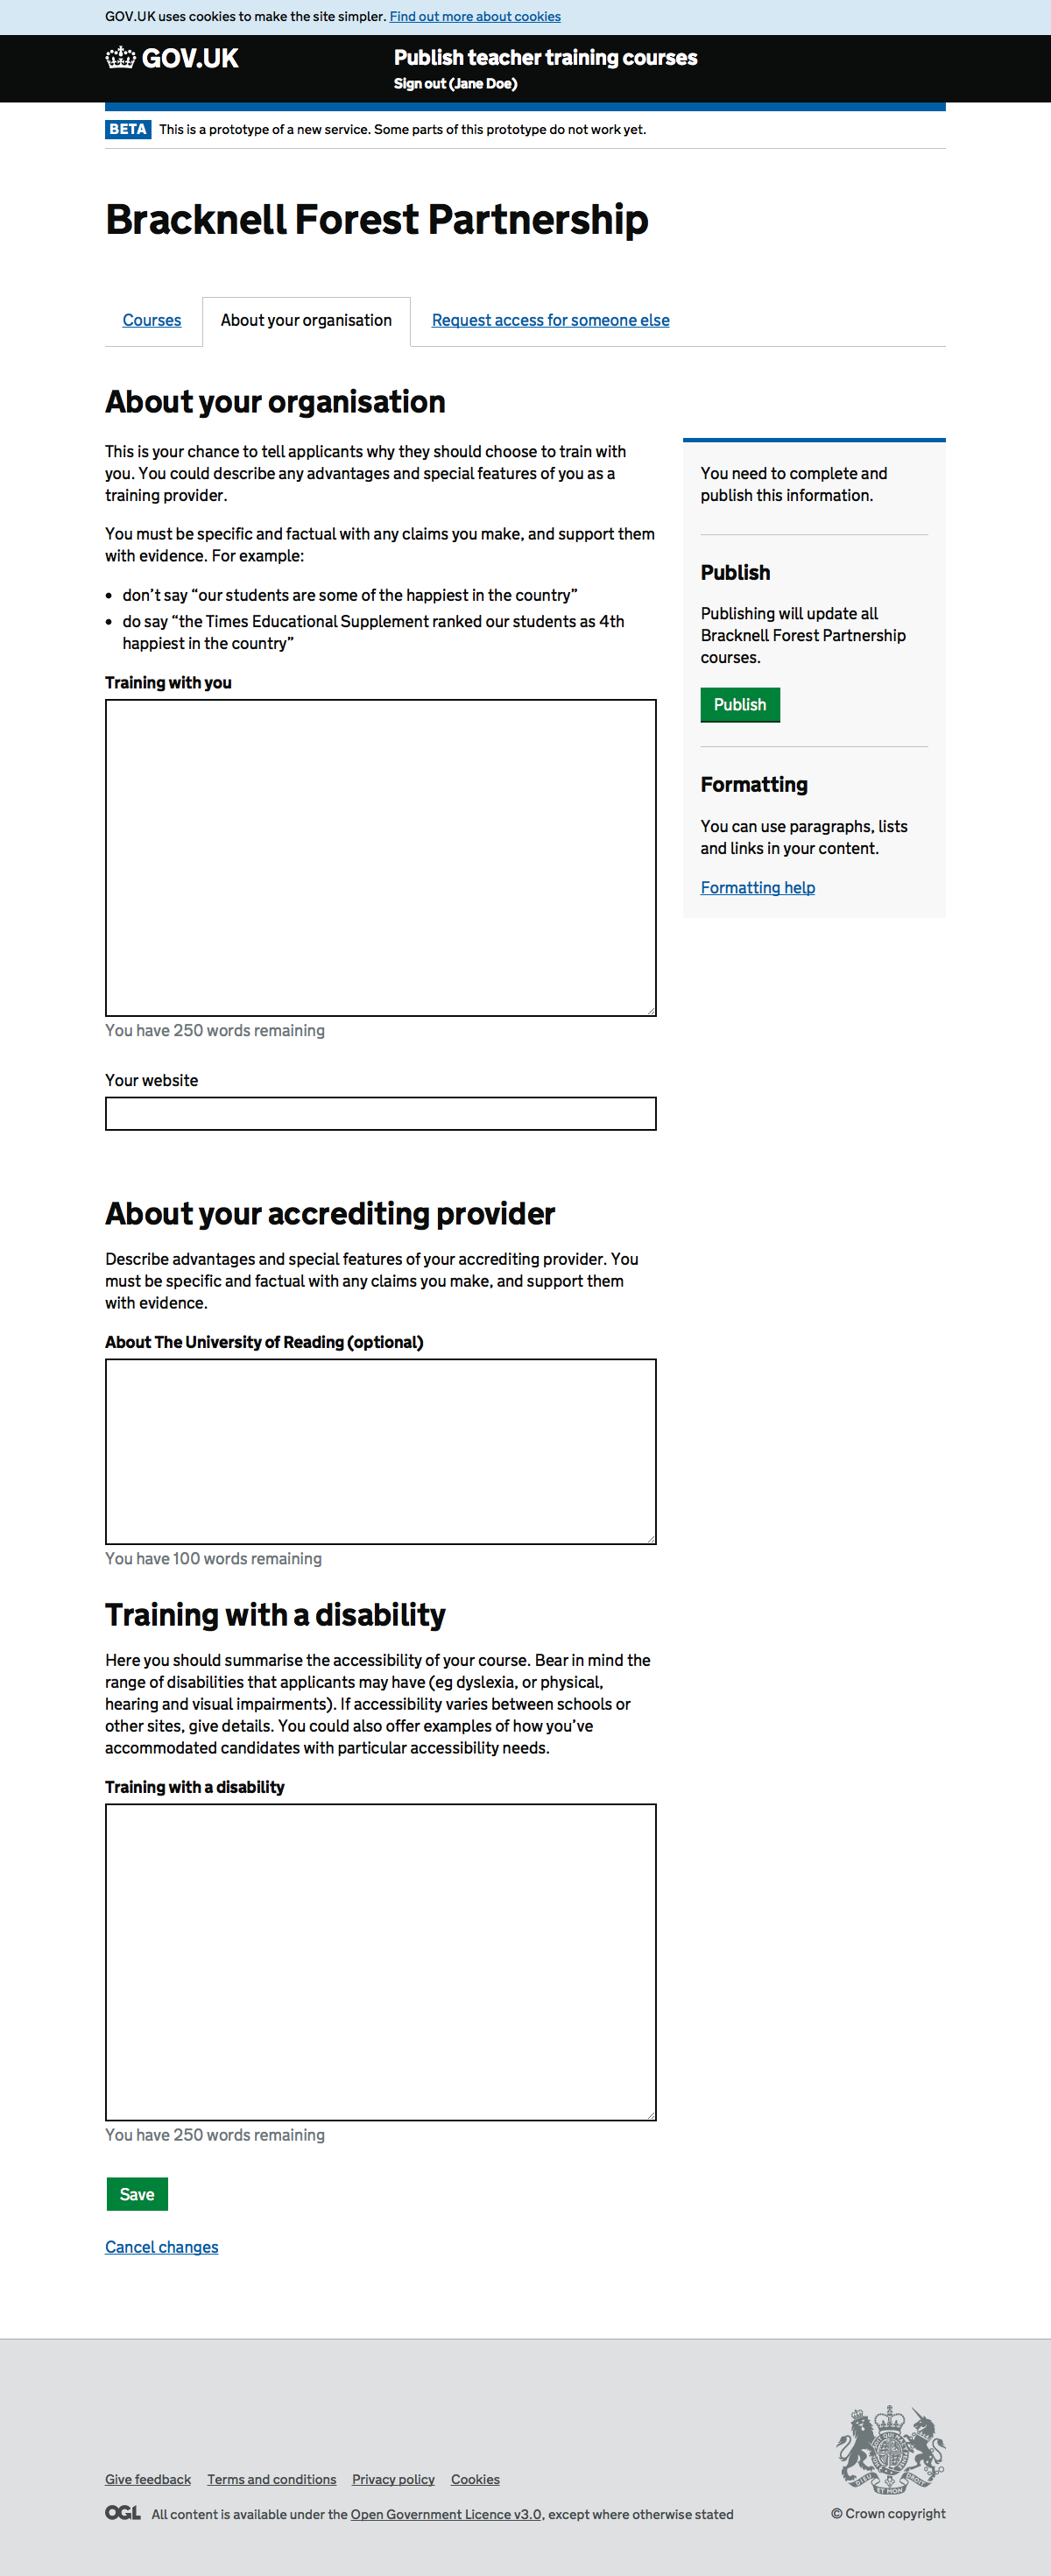 GOV.UK uses cookies to make the site simpler. Find out more about cookies
GOV.UK
Publish teacher training courses
Sign out (Jane Doe)
BETA This is a prototype of a new service. Some parts of this prototype do not work yet.
Bracknell Forest Partnership
Courses
About your organisation
Request access for someone else
About your organisation
This is your chance to tell applicants why they should choose to train with
you. You could describe any advantages and special features of you as a
training provider.
You must be specific and factual with any claims you make, and support them
with evidence. For example:
• don’t say “our students are some of the happiest in the country”
• do say “the Times Educational Supplement ranked our students as 4th
happiest in the country”
Training with you
You have 250 words remaining
Your website
You need to complete and
publish this information.
Publish
Publishing will update all
Bracknell Forest Partnership
courses.
Publish
Formatting
You can use paragraphs, lists
and links in your content.
Formatting help
About your accrediting provider
Describe advantages and special features of your accrediting provider. You
must be specific and factual with any claims you make, and support them
with evidence.
About The University of Reading (optional)
You have 100 words remaining
Training with a disability
Here you should summarise the accessibility of your course. Bear in mind the
range of disabilities that applicants may have (eg dyslexia, or physical,
hearing and visual impairments). If accessibility varies between schools or
other sites, give details. You could also offer examples of how you’ve
accommodated candidates with particular accessibility needs.
Training with a disability
You have 250 words remaining
Save
Cancel changes
Give feedback Terms and conditions Privacy policy Cookies
OGL All content is available under the Open Government Licence v3.0, except where otherwise stated
© Crown copyright